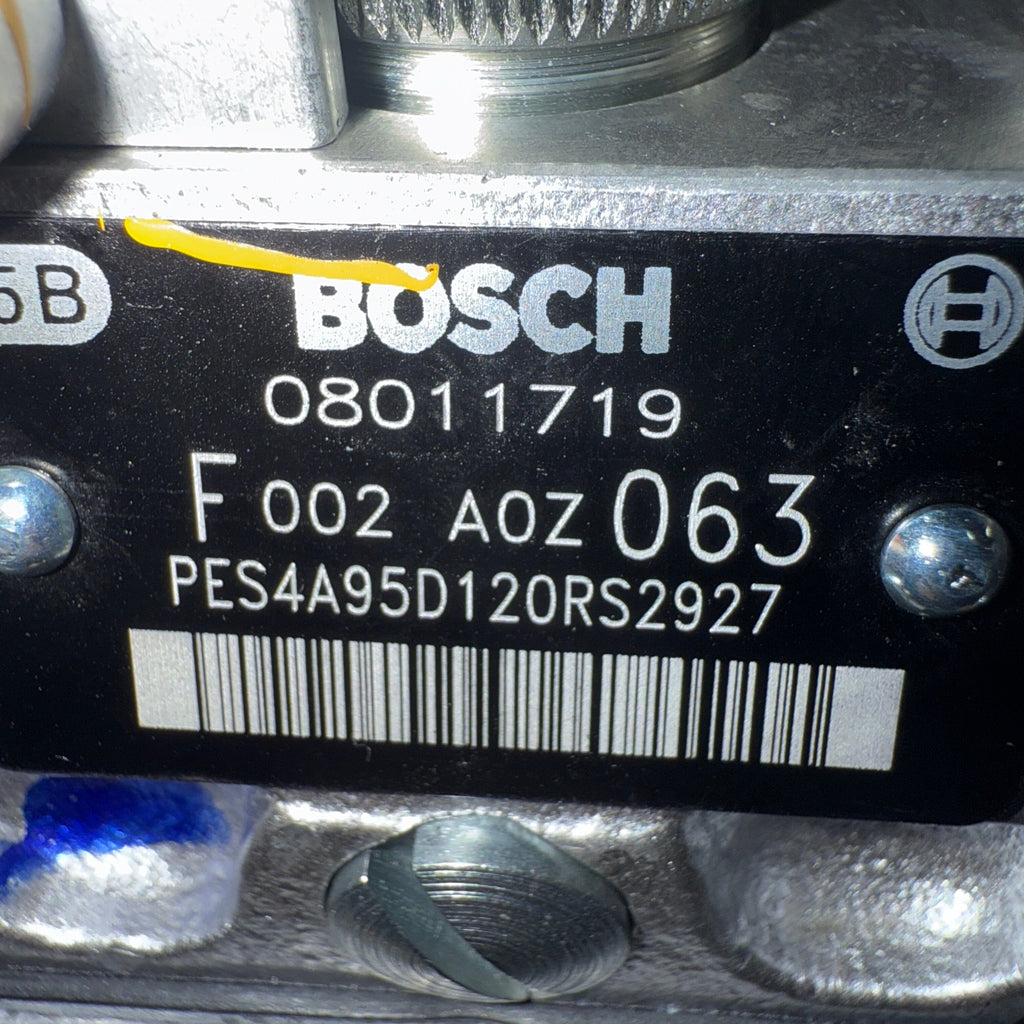 5B
BOSCH
08011719
F 002 A0Z 063
PES4A95D120RS2927